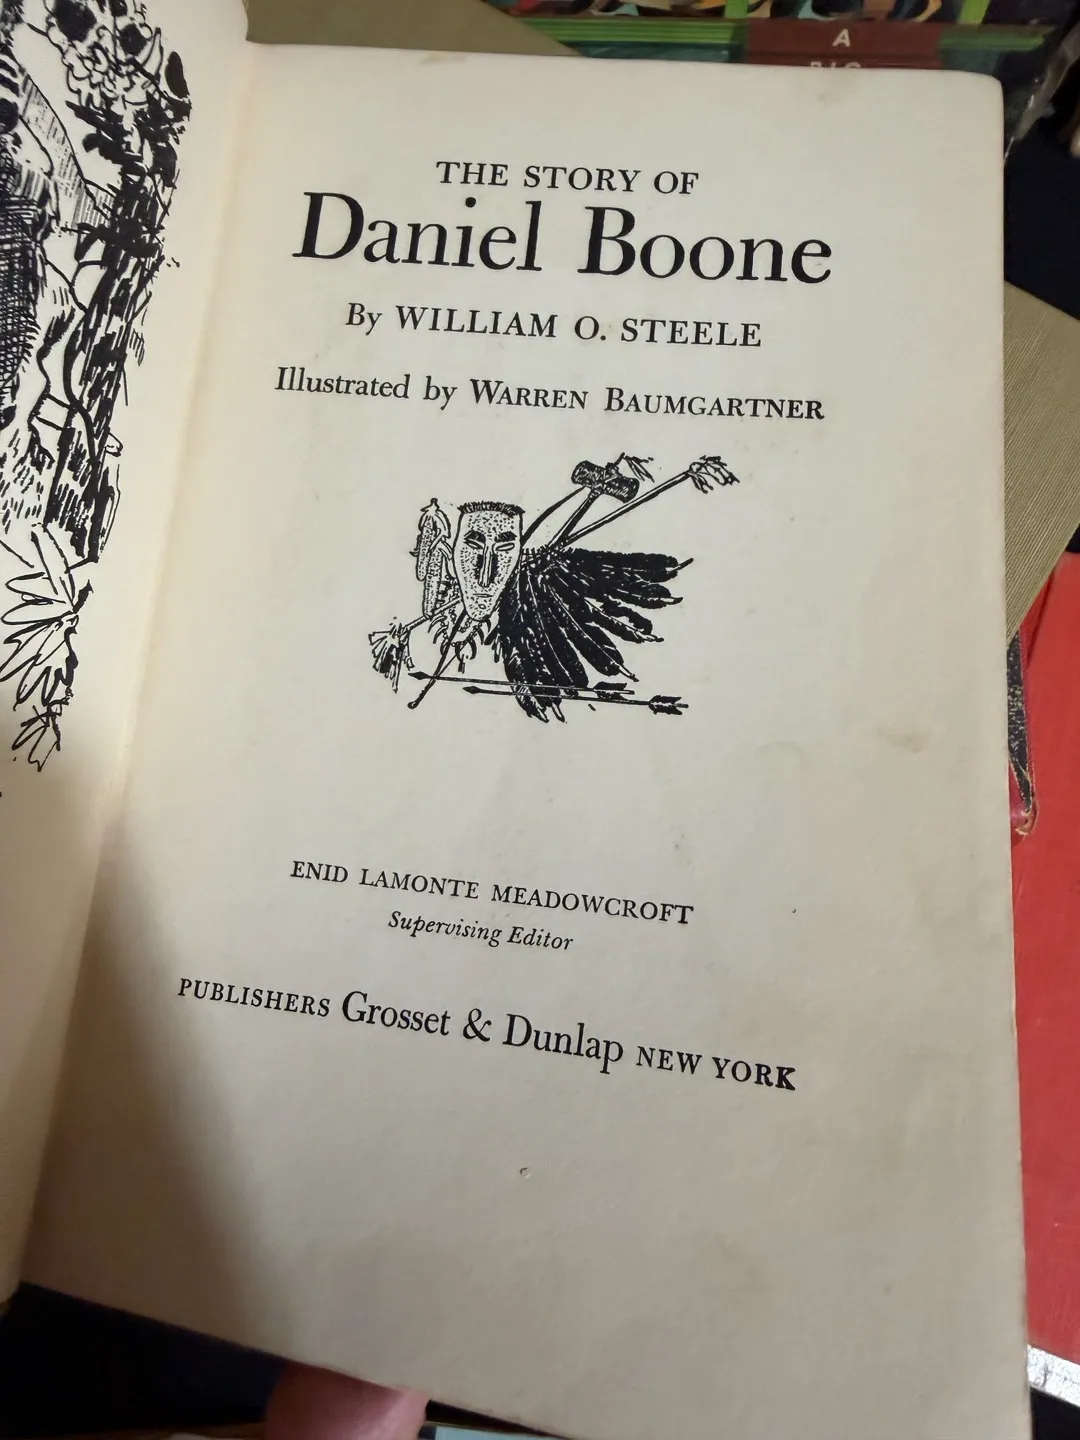 A
THE STORY OF
Daniel Boone
By WILLIAM O. STEELE
Illustrated by WARREN BAUMGARTNER
ENID LAMONTE MEADOWCROFT
Supervising Editor
PUBLISHERS Grosset & Dunlap NEW YORK